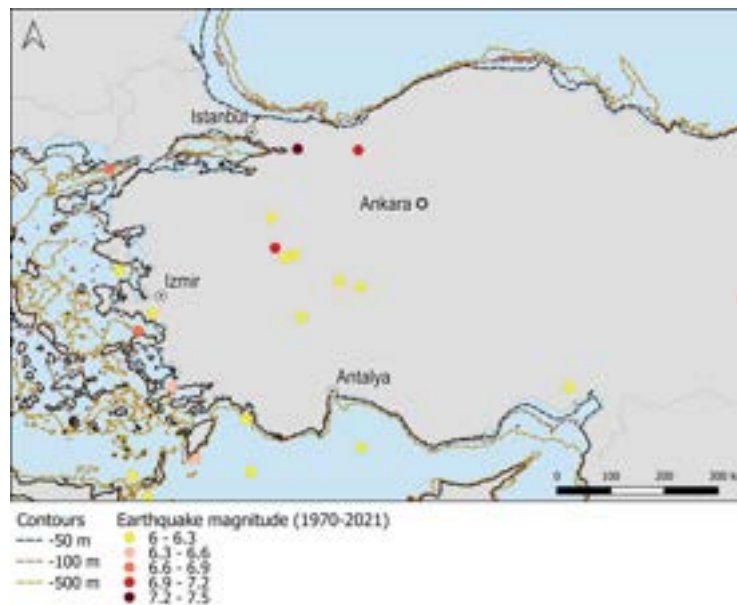 Istanbul
Ankara
Izmir
Antalya
0 100 200 300 k
Contours
-50 m
-100 m
-500 m
Earthquake magnitude (1970-2021)
6 - 6.3
6.3 - 6.6
6.6 - 6.9
6.9 - 7.2
7.2 - 7.5